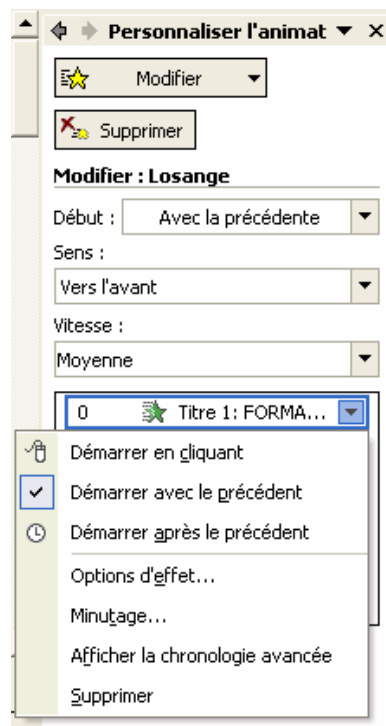 Personnaliser l'animat
Modifier
Supprimer
Modifier : Losange
Début : Avec la précédente
Sens :
Vers l'avant
Vitesse :
Moyenne
0 Titre 1: FORMA...
Démarrer en cliquant
Démarrer avec le précédent
Démarrer après le précédent
Options d'effet...
Minutage...
Afficher la chronologie avancée
Supprimer